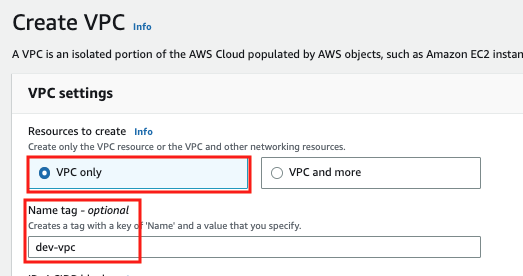 Create VPC Info
A VPC is an isolated portion of the AWS Cloud populated by AWS objects, such as Amazon EC2
VPC settings
Resources to create Info
Create only the VPC resource or the VPC and other networking resources.
VPC only
VPC and more
Name tag - optional
Creates a tag with a key of 'Name' and a value that you specify.
dev-vpc